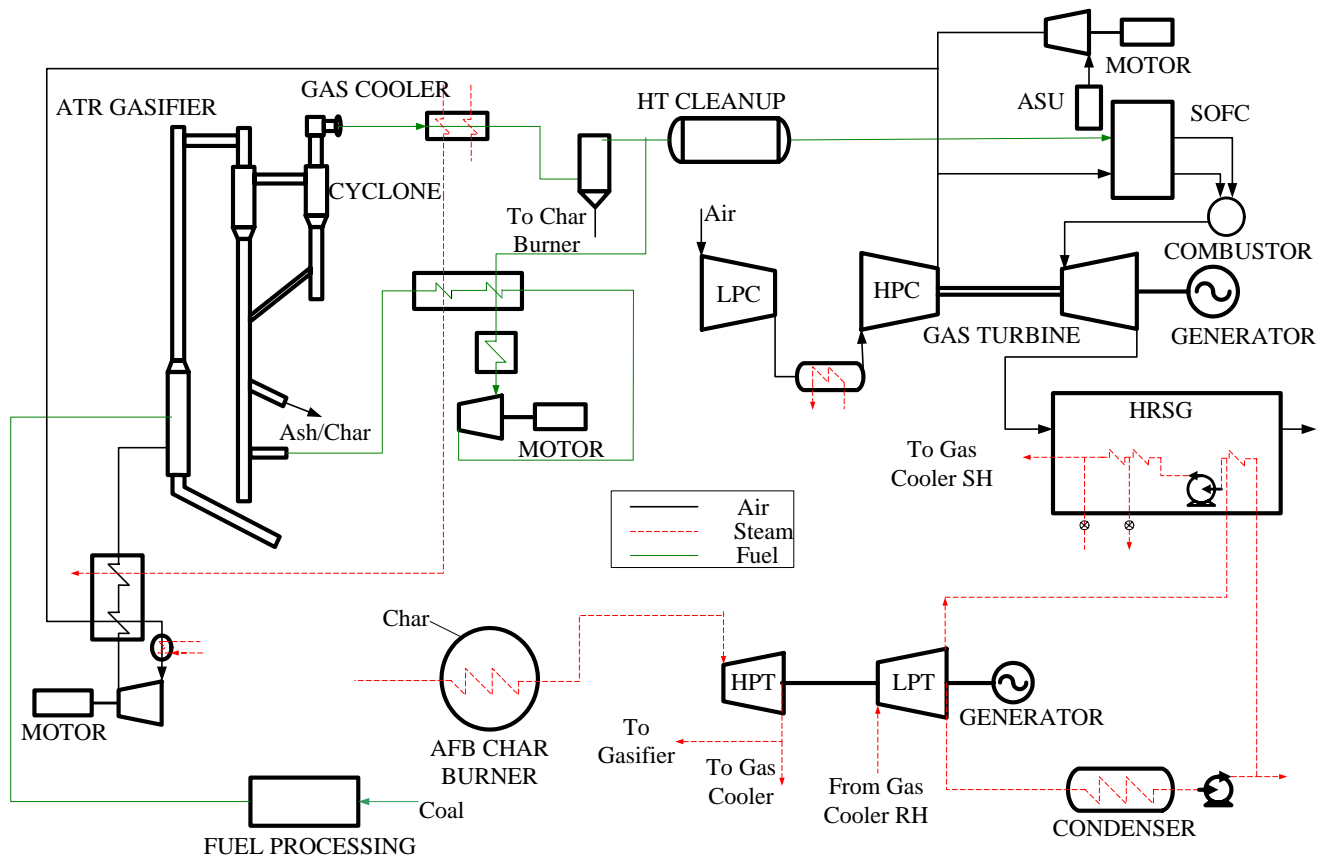 MOTOR
GAS COOLER
ATR GASIFIER
HT CLEANUP
ASU
SOFC
CYCLONE
To Char
Burner
Air
COMBUSTOR
LPC
HPC
GAS TURBINE
GENERATOR
Ash/Char
MOTOR
HRSG
To Gas
Cooler SH
Air
Steam
Fuel
Char
HPT
LPT
MOTOR
AFB CHAR
BURNER
To
Gasifier
GENERATOR
To Gas
Cooler
From Gas
Cooler RH
Coal
CONDENSER
FUEL PROCESSING